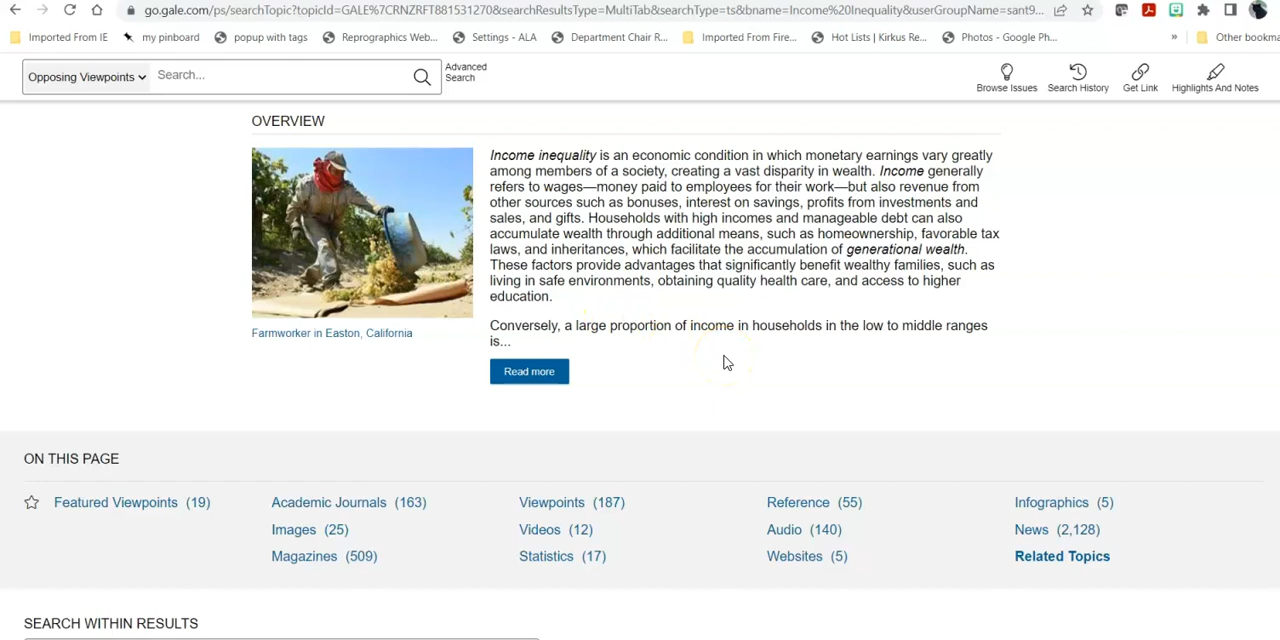 go.gale.com/ps/searchTopic?topicId=GALE%7CRNZRFT881531270&searchResultsType=MultiTab&searchType=ts&bname=Income%20Inequality&userGroupName=sant9...
Imported From IE my pinboard popup with tags Reprographics Web... Settings - ALA Department Chair R... Imported From Fire... Hot Lists | Kirkus Re... Photos - Google Ph... » Other bookma
Opposing Viewpoints Search... Advanced
Search
Browse Issues Search History Get Link Highlights And Notes
OVERVIEW
Income inequality is an economic condition in which monetary earnings vary greatly
among members of a society, creating a vast disparity in wealth. Income generally
refers to wages—money paid to employees for their work—but also revenue from
other sources such as bonuses, interest on savings, profits from investments and
sales, and gifts. Households with high incomes and manageable debt can also
accumulate wealth through additional means, such as homeownership, favorable tax
laws, and inheritances, which facilitate the accumulation of generational wealth.
These factors provide advantages that significantly benefit wealthy families, such as
living in safe environments, obtaining quality health care, and access to higher
education.
Farmworker in Easton, California
Conversely, a large proportion of income in households in the low to middle ranges
is...
Read more
ON THIS PAGE
Featured Viewpoints (19) Academic Journals (163) Viewpoints (187) Reference (55) Infographics (5)
Images (25) Videos (12) Audio (140) News (2,128)
Magazines (509) Statistics (17) Websites (5) Related Topics
SEARCH WITHIN RESULTS